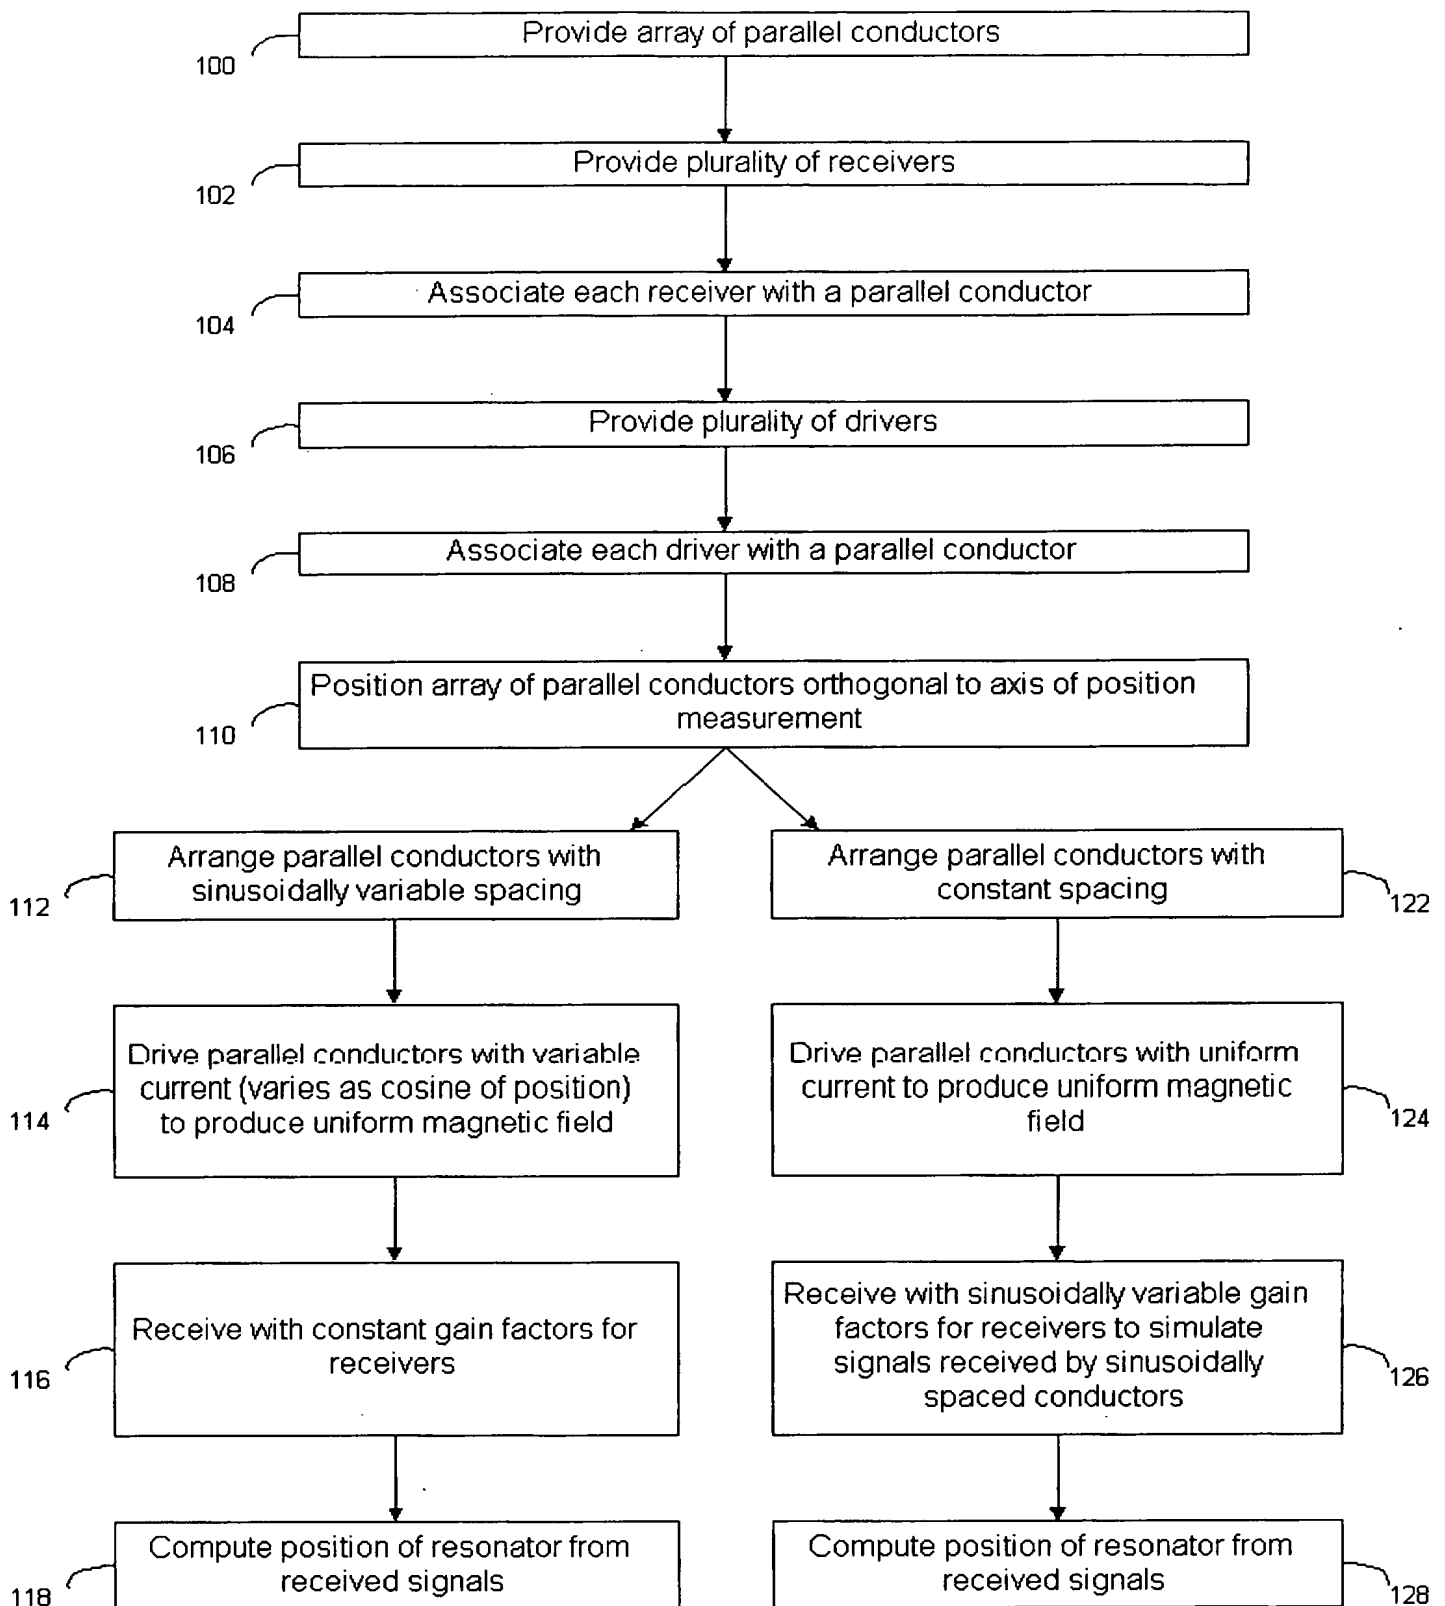 Provide array of parallel conductors
100
Provide plurality of receivers
102
Associate each receiver with a parallel conductor
104
Provide plurality of drivers
106
Associate each driver with a parallel conductor
108
Position array of parallel conductors orthogonal to axis of position
measurement
110
Arrange parallel conductors with
sinusoidally variable spacing
112
Drive parallel conductors with variable
current (varies as cosine of position)
to produce uniform magnetic field
114
Receive with constant gain factors for
receivers
116
Compute position of resonator from
received signals
118
Arrange parallel conductors with
constant spacing
122
Drive parallel conductors with uniform
current to produce uniform magnetic
field
124
Receive with sinusoidally variable gain
factors for receivers to simulate
signals received by sinusoidally
spaced conductors
126
Compute position of resonator from
received signals
128